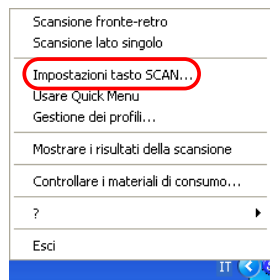 Scansione fronte-retro
Scansione lato singolo
Impostazioni tasto SCAN...
Usare Quick Menu
Gestione dei profili...
Mostrare i risultati della scansione
Controllare i materiali di consumo...
?
Esci
IT